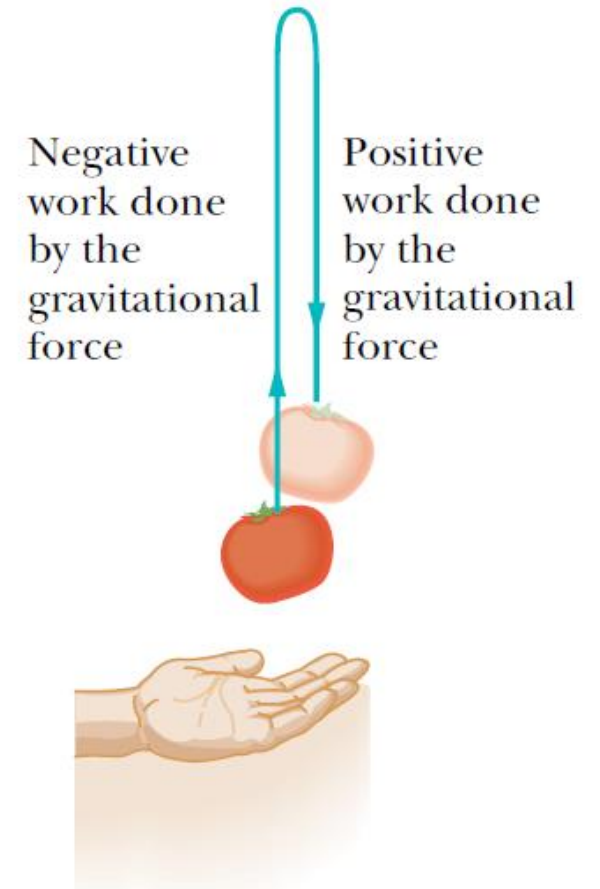 Negative
work done
by the
gravitational
force
Positive
work done
by the
gravitational
force